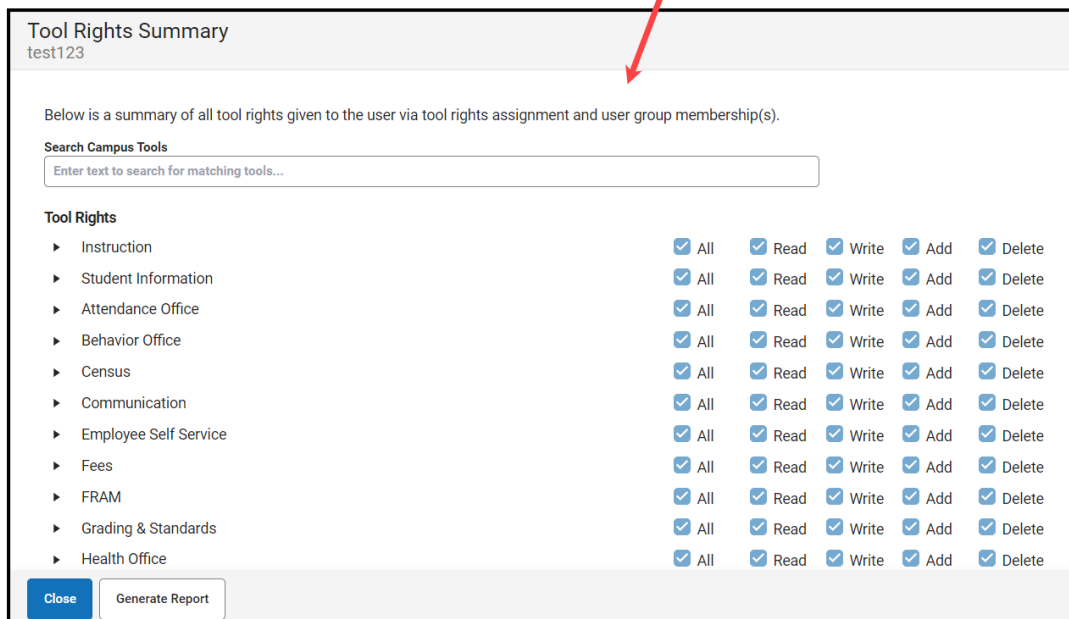 Tool Rights Summary
test123
Below is a summary of all tool rights given to the user via tool rights assignment and user group membership(s).
Search Campus Tools
Enter text to search for matching tools...
Tool Rights
Instruction All Read Write Add Delete
Student Information All Read Write Add Delete
Attendance Office All Read Write Add Delete
Behavior Office All Read Write Add Delete
Census All Read Write Add Delete
Communication All Read Write Add Delete
Employee Self Service All Read Write Add Delete
Fees All Read Write Add Delete
FRAM All Read Write Add Delete
Grading & Standards All Read Write Add Delete
Health Office All Read Write Add Delete
Close Generate Report